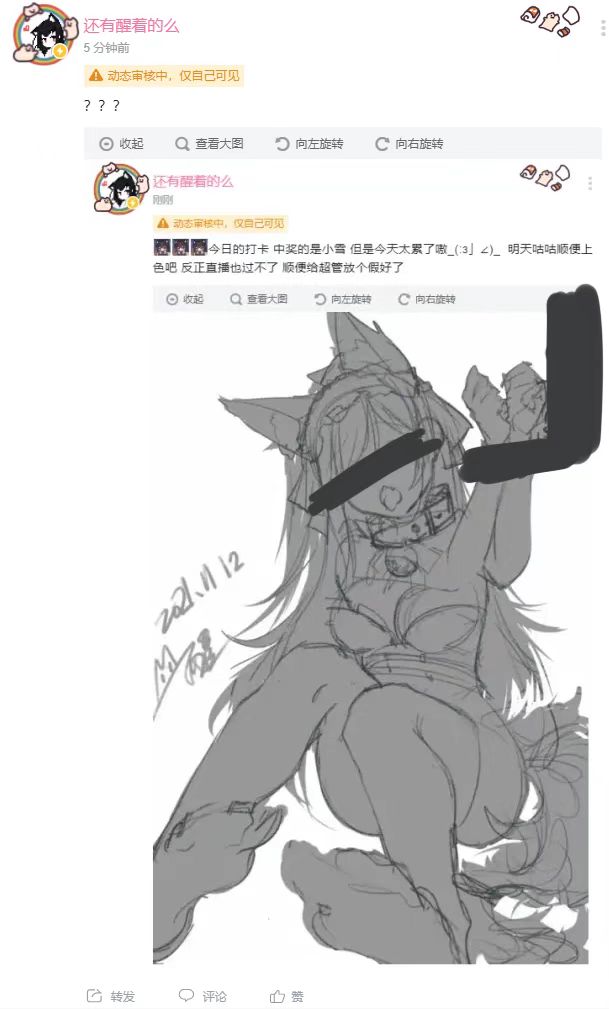 还有醒着的么
5 分钟前
动态审核中，仅自己可见
？？？
收起 查看大图 向左旋转 向右旋转
还有醒着的么
刚刚
动态审核中，仅自己可见
今日的打卡 中奖的是小雪 但是今天太累了嗷_(:з」∠)_ 明天咕咕顺便上
色吧 反正直播也过不了 顺便给超管放个假好了
收起 查看大图 向左旋转 向右旋转
2021.11.12
转发 评论 赞